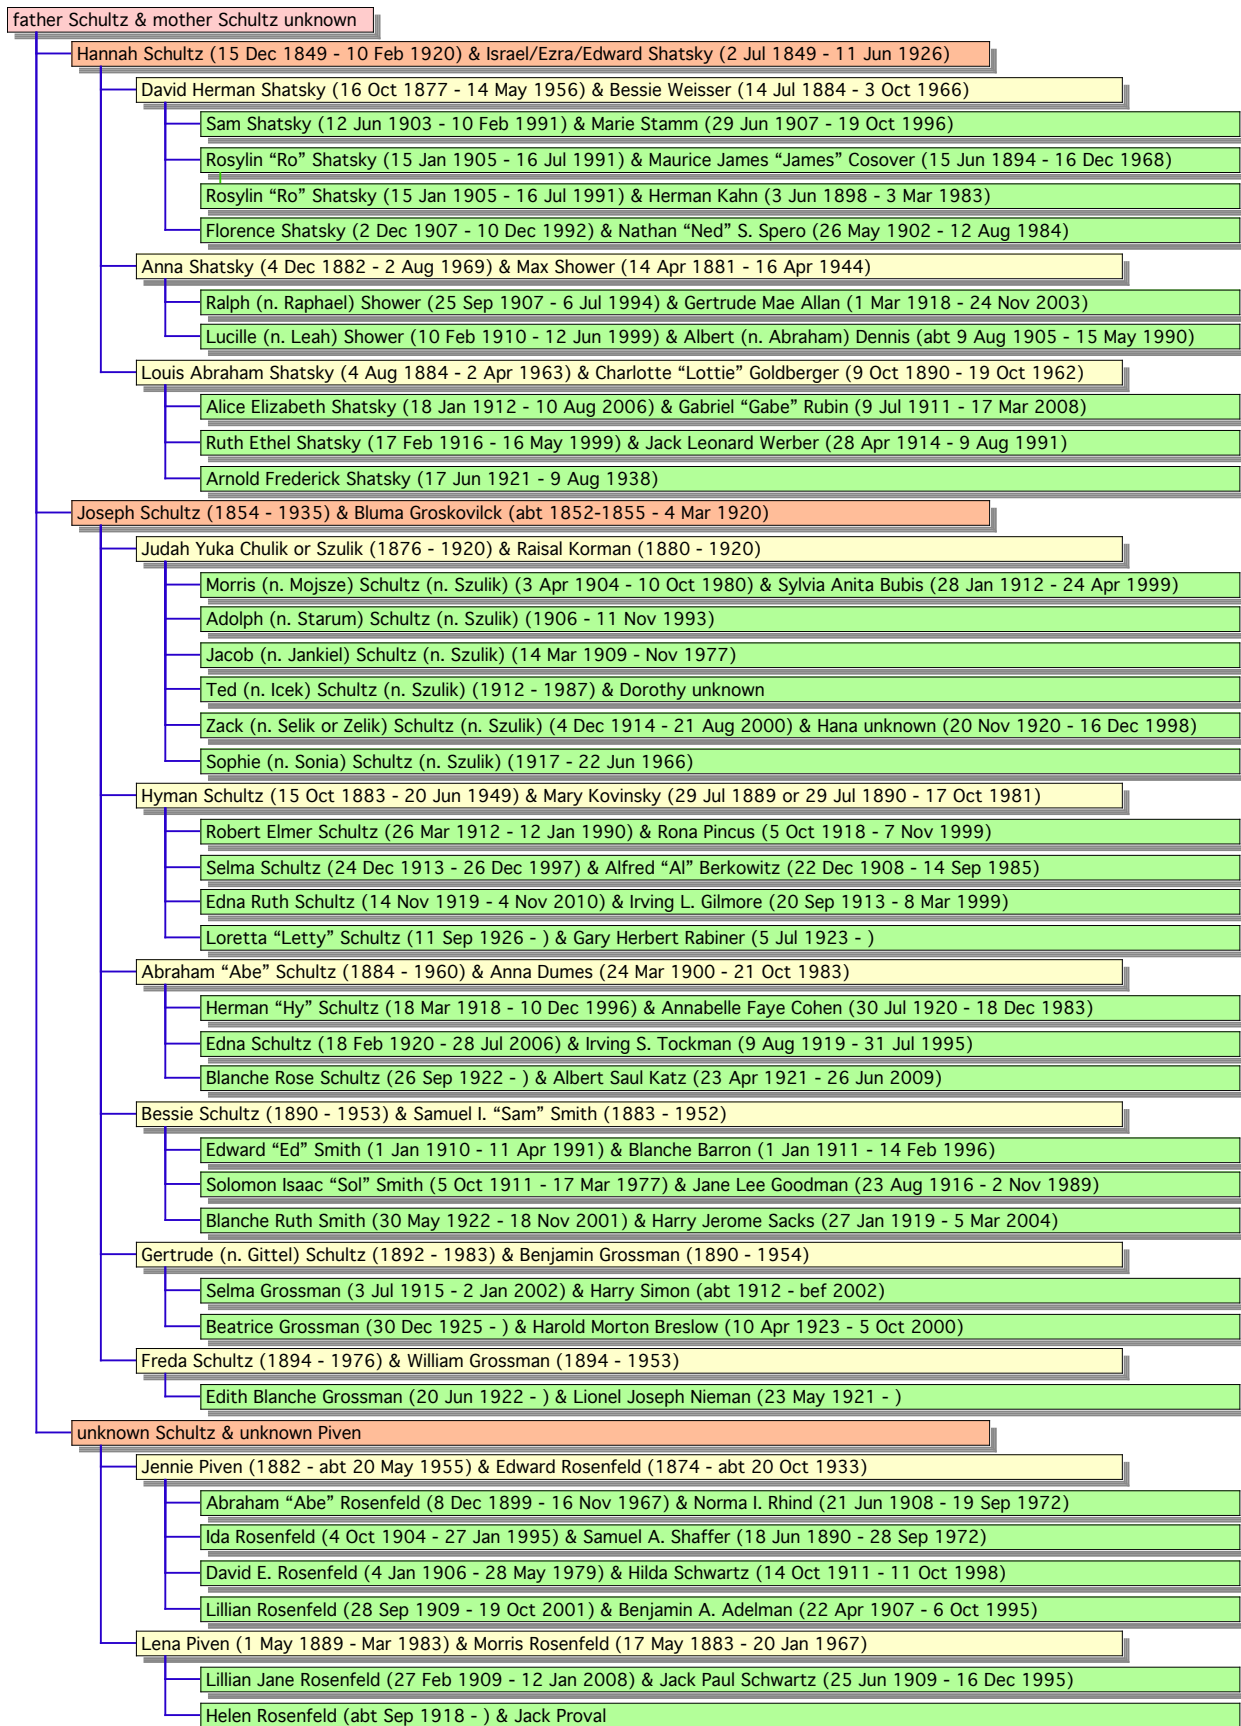 father Schultz & mother Schultz unknown
Hannah Schultz (15 Dec 1849 - 10 Feb 1920) & Israel/Ezra/Edward Shatsky (2 Jul 1849 - 11 Jun 1926)
David Herman Shatsky (16 Oct 1877 - 14 May 1956) & Bessie Weisser (14 Jul 1884 - 3 Oct 1966)
Sam Shatsky (12 Jun 1903 - 10 Feb 1991) & Marie Stamm (29 Jun 1907 - 19 Oct 1996)
Rosylin “Ro” Shatsky (15 Jan 1905 - 16 Jul 1991) & Maurice James “James” Cosover (15 Jun 1894 - 16 Dec 1968)
Rosylin “Ro” Shatsky (15 Jan 1905 - 16 Jul 1991) & Herman Kahn (3 Jun 1898 - 3 Mar 1983)
Florence Shatsky (2 Dec 1907 - 10 Dec 1992) & Nathan “Ned” S. Spero (26 May 1902 - 12 Aug 1984)
Anna Shatsky (4 Dec 1882 - 2 Aug 1969) & Max Shower (14 Apr 1881 - 16 Apr 1944)
Ralph (n. Raphael) Shower (25 Sep 1907 - 6 Jul 1994) & Gertrude Mae Allan (1 Mar 1918 - 24 Nov 2003)
Lucille (n. Leah) Shower (10 Feb 1910 - 12 Jun 1999) & Albert (n. Abraham) Dennis (abt 9 Aug 1905 - 15 May 1990)
Louis Abraham Shatsky (4 Aug 1884 - 2 Apr 1963) & Charlotte “Lottie” Goldberger (9 Oct 1890 - 19 Oct 1962)
Alice Elizabeth Shatsky (18 Jan 1912 - 10 Aug 2006) & Gabriel “Gabe” Rubin (9 Jul 1911 - 17 Mar 2008)
Ruth Ethel Shatsky (17 Feb 1916 - 16 May 1999) & Jack Leonard Werber (28 Apr 1914 - 9 Aug 1991)
Arnold Frederick Shatsky (17 Jun 1921 - 9 Aug 1938)
Joseph Schultz (1854 - 1935) & Bluma Groskovilck (abt 1852-1855 - 4 Mar 1920)
Judah Yuka Chulik or Szulik (1876 - 1920) & Raisal Korman (1880 - 1920)
Morris (n. Mojsze) Schultz (n. Szulik) (3 Apr 1904 - 10 Oct 1980) & Sylvia Anita Bubis (28 Jan 1912 - 24 Apr 1999)
Adolph (n. Starum) Schultz (n. Szulik) (1906 - 11 Nov 1993)
Jacob (n. Jankiel) Schultz (n. Szulik) (14 Mar 1909 - Nov 1977)
Ted (n. Icek) Schultz (n. Szulik) (1912 - 1987) & Dorothy unknown
Zack (n. Selik or Zelik) Schultz (n. Szulik) (4 Dec 1914 - 21 Aug 2000) & Hana unknown (20 Nov 1920 - 16 Dec 1998)
Sophie (n. Sonia) Schultz (n. Szulik) (1917 - 22 Jun 1966)
Hyman Schultz (15 Oct 1883 - 20 Jun 1949) & Mary Kovinsky (29 Jul 1889 or 29 Jul 1890 - 17 Oct 1981)
Robert Elmer Schultz (26 Mar 1912 - 12 Jan 1990) & Rona Pincus (5 Oct 1918 - 7 Nov 1999)
Selma Schultz (24 Dec 1913 - 26 Dec 1997) & Alfred “Al” Berkowitz (22 Dec 1908 - 14 Sep 1985)
Edna Ruth Schultz (14 Nov 1919 - 4 Nov 2010) & Irving L. Gilmore (20 Sep 1913 - 8 Mar 1999)
Loretta “Letty” Schultz (11 Sep 1926 - ) & Gary Herbert Rabiner (5 Jul 1923 - )
Abraham “Abe” Schultz (1884 - 1960) & Anna Dumes (24 Mar 1900 - 21 Oct 1983)
Herman “Hy” Schultz (18 Mar 1918 - 10 Dec 1996) & Annabelle Faye Cohen (30 Jul 1920 - 18 Dec 1983)
Edna Schultz (18 Feb 1920 - 28 Jul 2006) & Irving S. Tockman (9 Aug 1919 - 31 Jul 1995)
Blanche Rose Schultz (26 Sep 1922 - ) & Albert Saul Katz (23 Apr 1921 - 26 Jun 2009)
Bessie Schultz (1890 - 1953) & Samuel I. “Sam” Smith (1883 - 1952)
Edward “Ed” Smith (1 Jan 1910 - 11 Apr 1991) & Blanche Barron (1 Jan 1911 - 14 Feb 1996)
Solomon Isaac “Sol” Smith (5 Oct 1911 - 17 Mar 1977) & Jane Lee Goodman (23 Aug 1916 - 2 Nov 1989)
Blanche Ruth Smith (30 May 1922 - 18 Nov 2001) & Harry Jerome Sacks (27 Jan 1919 - 5 Mar 2004)
Gertrude (n. Gittel) Schultz (1892 - 1983) & Benjamin Grossman (1890 - 1954)
Selma Grossman (3 Jul 1915 - 2 Jan 2002) & Harry Simon (abt 1912 - bef 2002)
Beatrice Grossman (30 Dec 1925 - ) & Harold Morton Breslow (10 Apr 1923 - 5 Oct 2000)
Freda Schultz (1894 - 1976) & William Grossman (1894 - 1953)
Edith Blanche Grossman (20 Jun 1922 - ) & Lionel Joseph Nieman (23 May 1921 - )
unknown Schultz & unknown Piven
Jennie Piven (1882 - abt 20 May 1955) & Edward Rosenfeld (1874 - abt 20 Oct 1933)
Abraham “Abe” Rosenfeld (8 Dec 1899 - 16 Nov 1967) & Norma I. Rhind (21 Jun 1908 - 19 Sep 1972)
Ida Rosenfeld (4 Oct 1904 - 27 Jan 1995) & Samuel A. Shaffer (18 Jun 1890 - 28 Sep 1972)
David E. Rosenfeld (4 Jan 1906 - 28 May 1979) & Hilda Schwartz (14 Oct 1911 - 11 Oct 1998)
Lillian Rosenfeld (28 Sep 1909 - 19 Oct 2001) & Benjamin A. Adelman (22 Apr 1907 - 6 Oct 1995)
Lena Piven (1 May 1889 - Mar 1983) & Morris Rosenfeld (17 May 1883 - 20 Jan 1967)
Lillian Jane Rosenfeld (27 Feb 1909 - 12 Jan 2008) & Jack Paul Schwartz (25 Jun 1909 - 16 Dec 1995)
Helen Rosenfeld (abt Sep 1918 - ) & Jack Proval